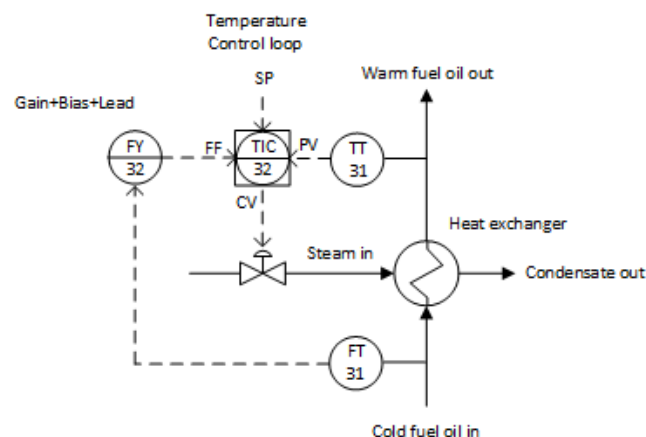 Temperature
Control loop
SP
Warm fuel oil out
Gain+Bias+Lead
FY
32
FF
TIC
32
PV
TT
31
CV
Heat exchanger
Steam in
Condensate out
FT
31
Cold fuel oil in